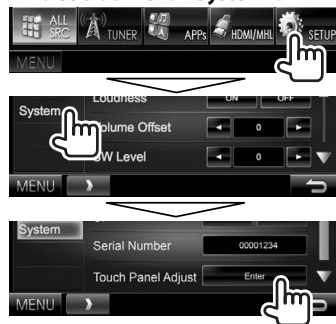 ALL SRC TUNER APPs HDMI/MHL SETUP
MENU
Loudness ON OFF
System
Volume Offset 0
SW Level 0
MENU
System
Serial Number 00001234
Touch Panel Adjust Enter
MENU